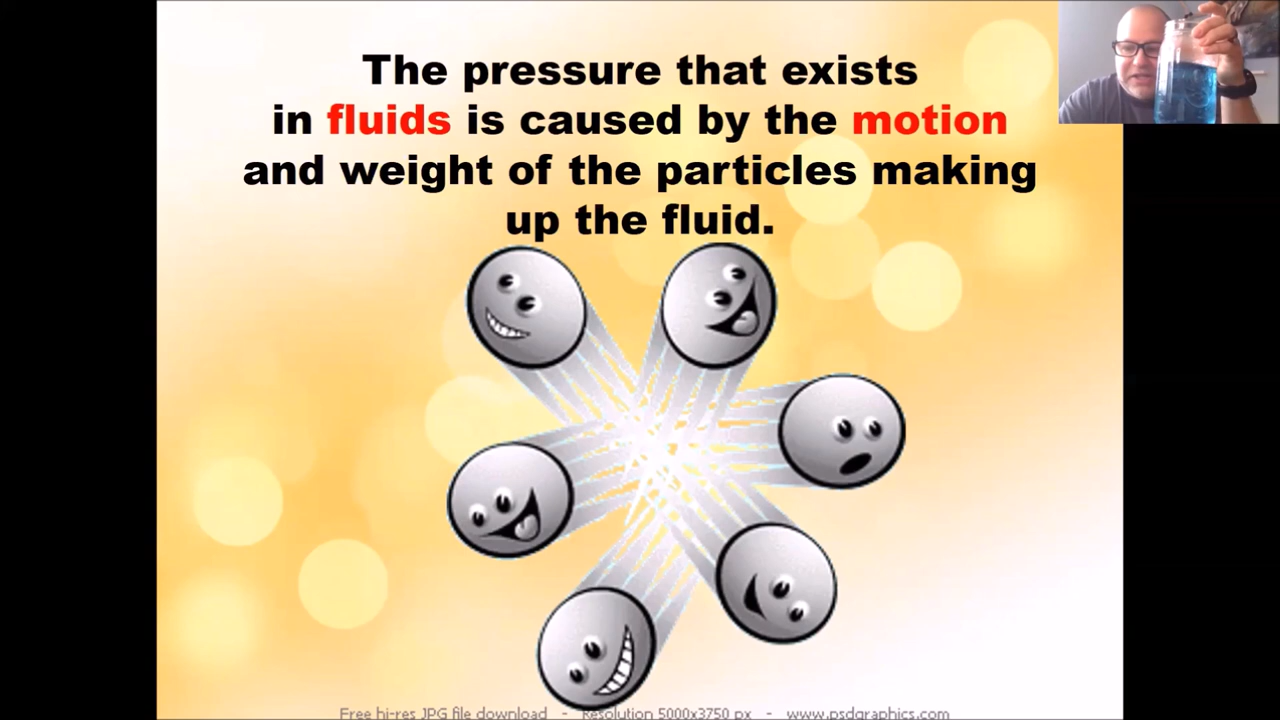 The pressure that exists
in fluids is caused by the motion
and weight of the particles making
up the fluid.
Free hi-res JPG file download - Resolution 5000x3750 px - www.psdgraphics.com